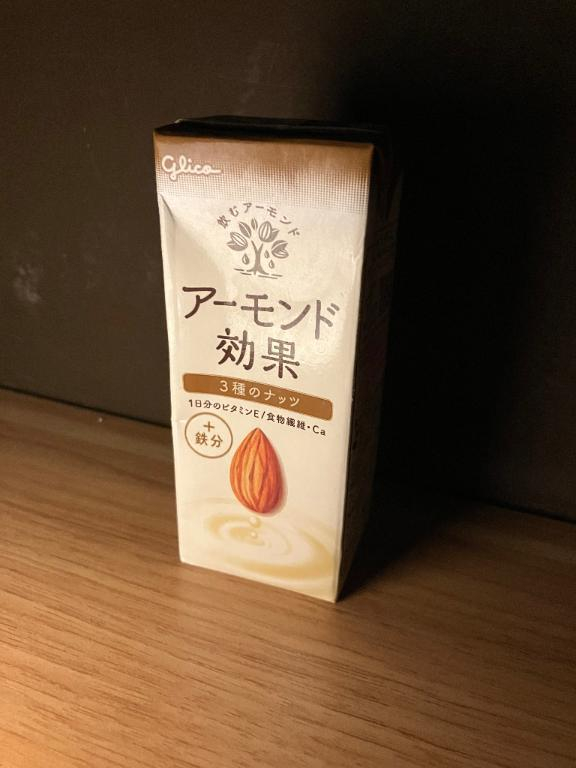 Glico
飲むアーモンド
アーモンド
効果
3種のナッツ
1日分のビタミンE/食物繊維・Ca
+
鉄分